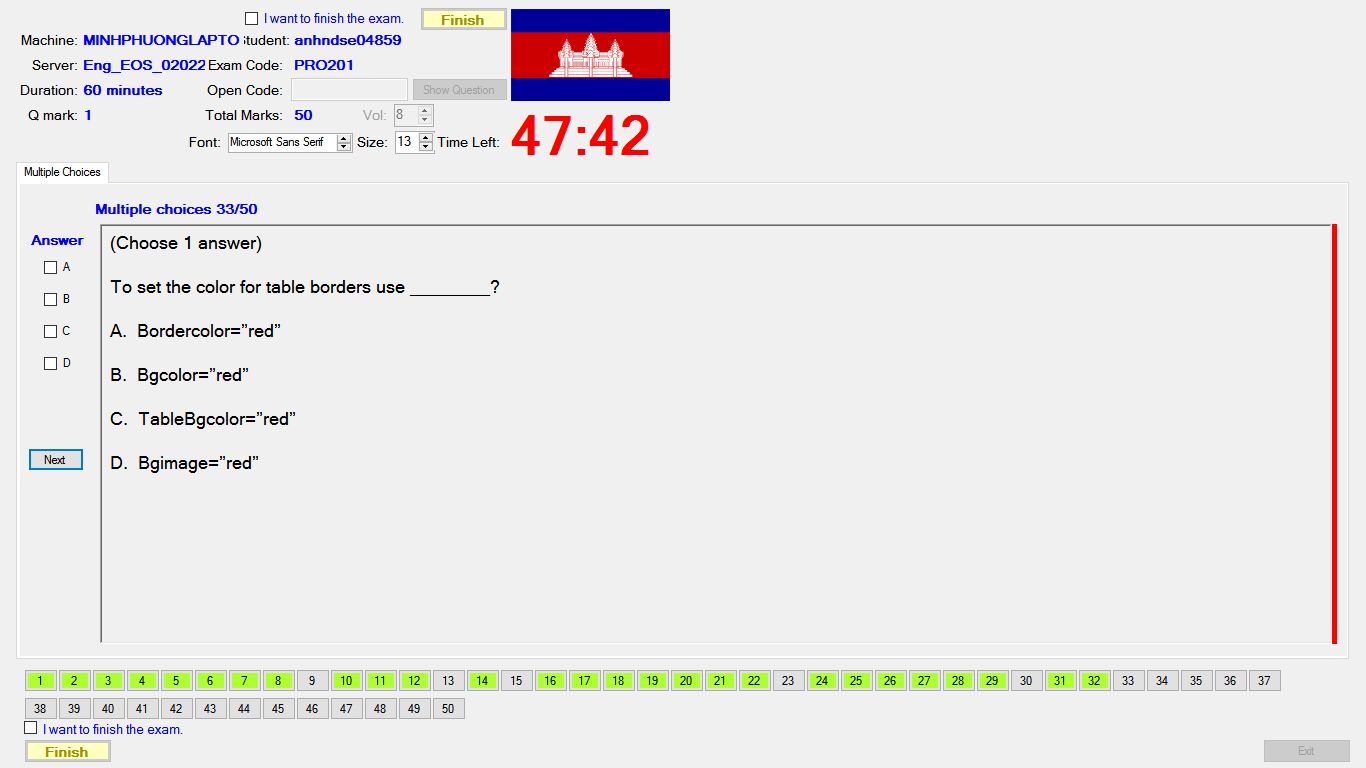 I want to finish the exam. Finish
Machine: MINHPHUONGLAPTO Student: anhndse04859
Server: Eng_EOS_02022 Exam Code: PRO201
Duration: 60 minutes Open Code: Show Question
Q mark: 1 Total Marks: 50 Vol: 8
Font: Microsoft Sans Serif Size: 13 Time Left: 47:42
Multiple Choices
Multiple choices 33/50
Answer
A
B
C
D
Next
(Choose 1 answer)
To set the color for table borders use ________?
A. Bordercolor=”red”
B. Bgcolor=”red”
C. TableBgcolor=”red”
D. Bgimage=”red”
1 2 3 4 5 6 7 8 9 10 11 12 13 14 15 16 17 18 19 20 21 22 23 24 25 26 27 28 29 30 31 32 33 34 35 36 37
38 39 40 41 42 43 44 45 46 47 48 49 50
I want to finish the exam.
Finish Exit